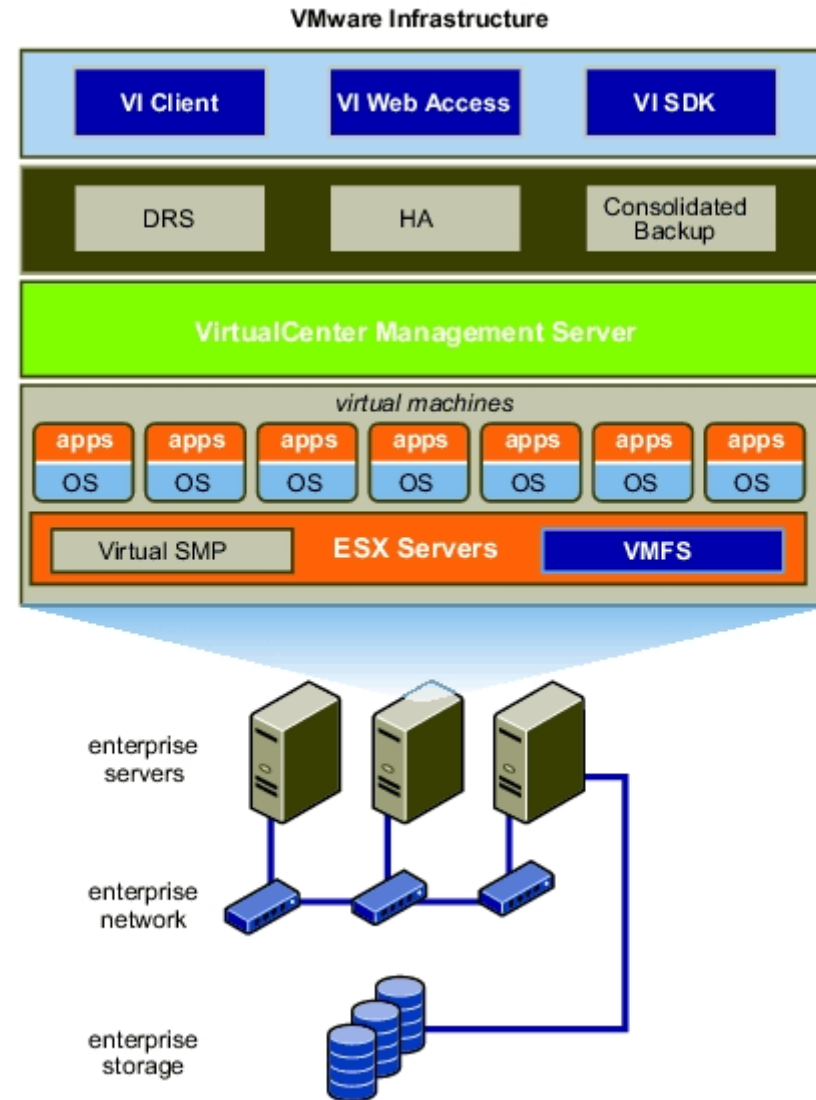 VMware Infrastructure
VI Client
VI Web Access
VI SDK
DRS
HA
Consolidated
Backup
VirtualCenter Management Server
virtual machines
apps apps apps apps apps apps apps
OS OS OS OS OS OS OS
Virtual SMP
ESX Servers
VMFS
enterprise
servers
enterprise
network
enterprise
storage